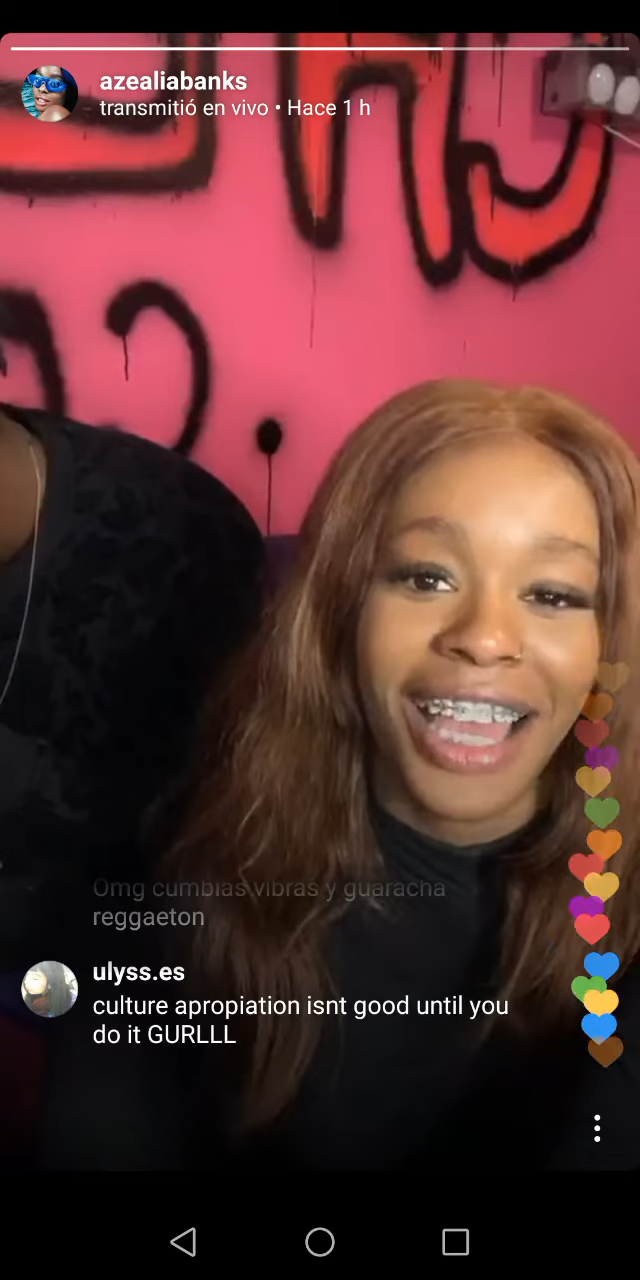 azealiabanks
transmitió en vivo • Hace 1 h
Omg cumbias vibras y guaracha
reggaeton
ulyss.es
culture apropiation isnt good until you
do it GURLLL